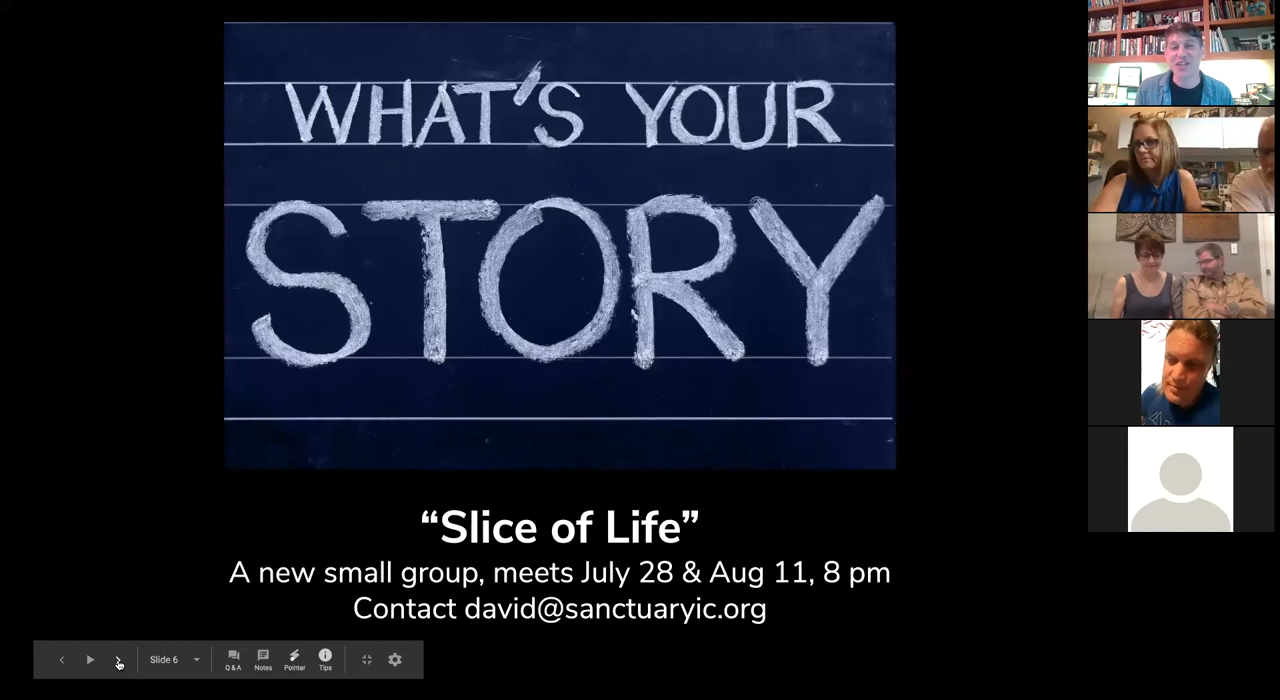 WHAT'S YOUR
STORY
“Slice of Life”
A new small group, meets July 28 & Aug 11, 8 pm
Contact david@sanctuaryic.org
Slide 6
Q&A
Notes
Pointer
Tips